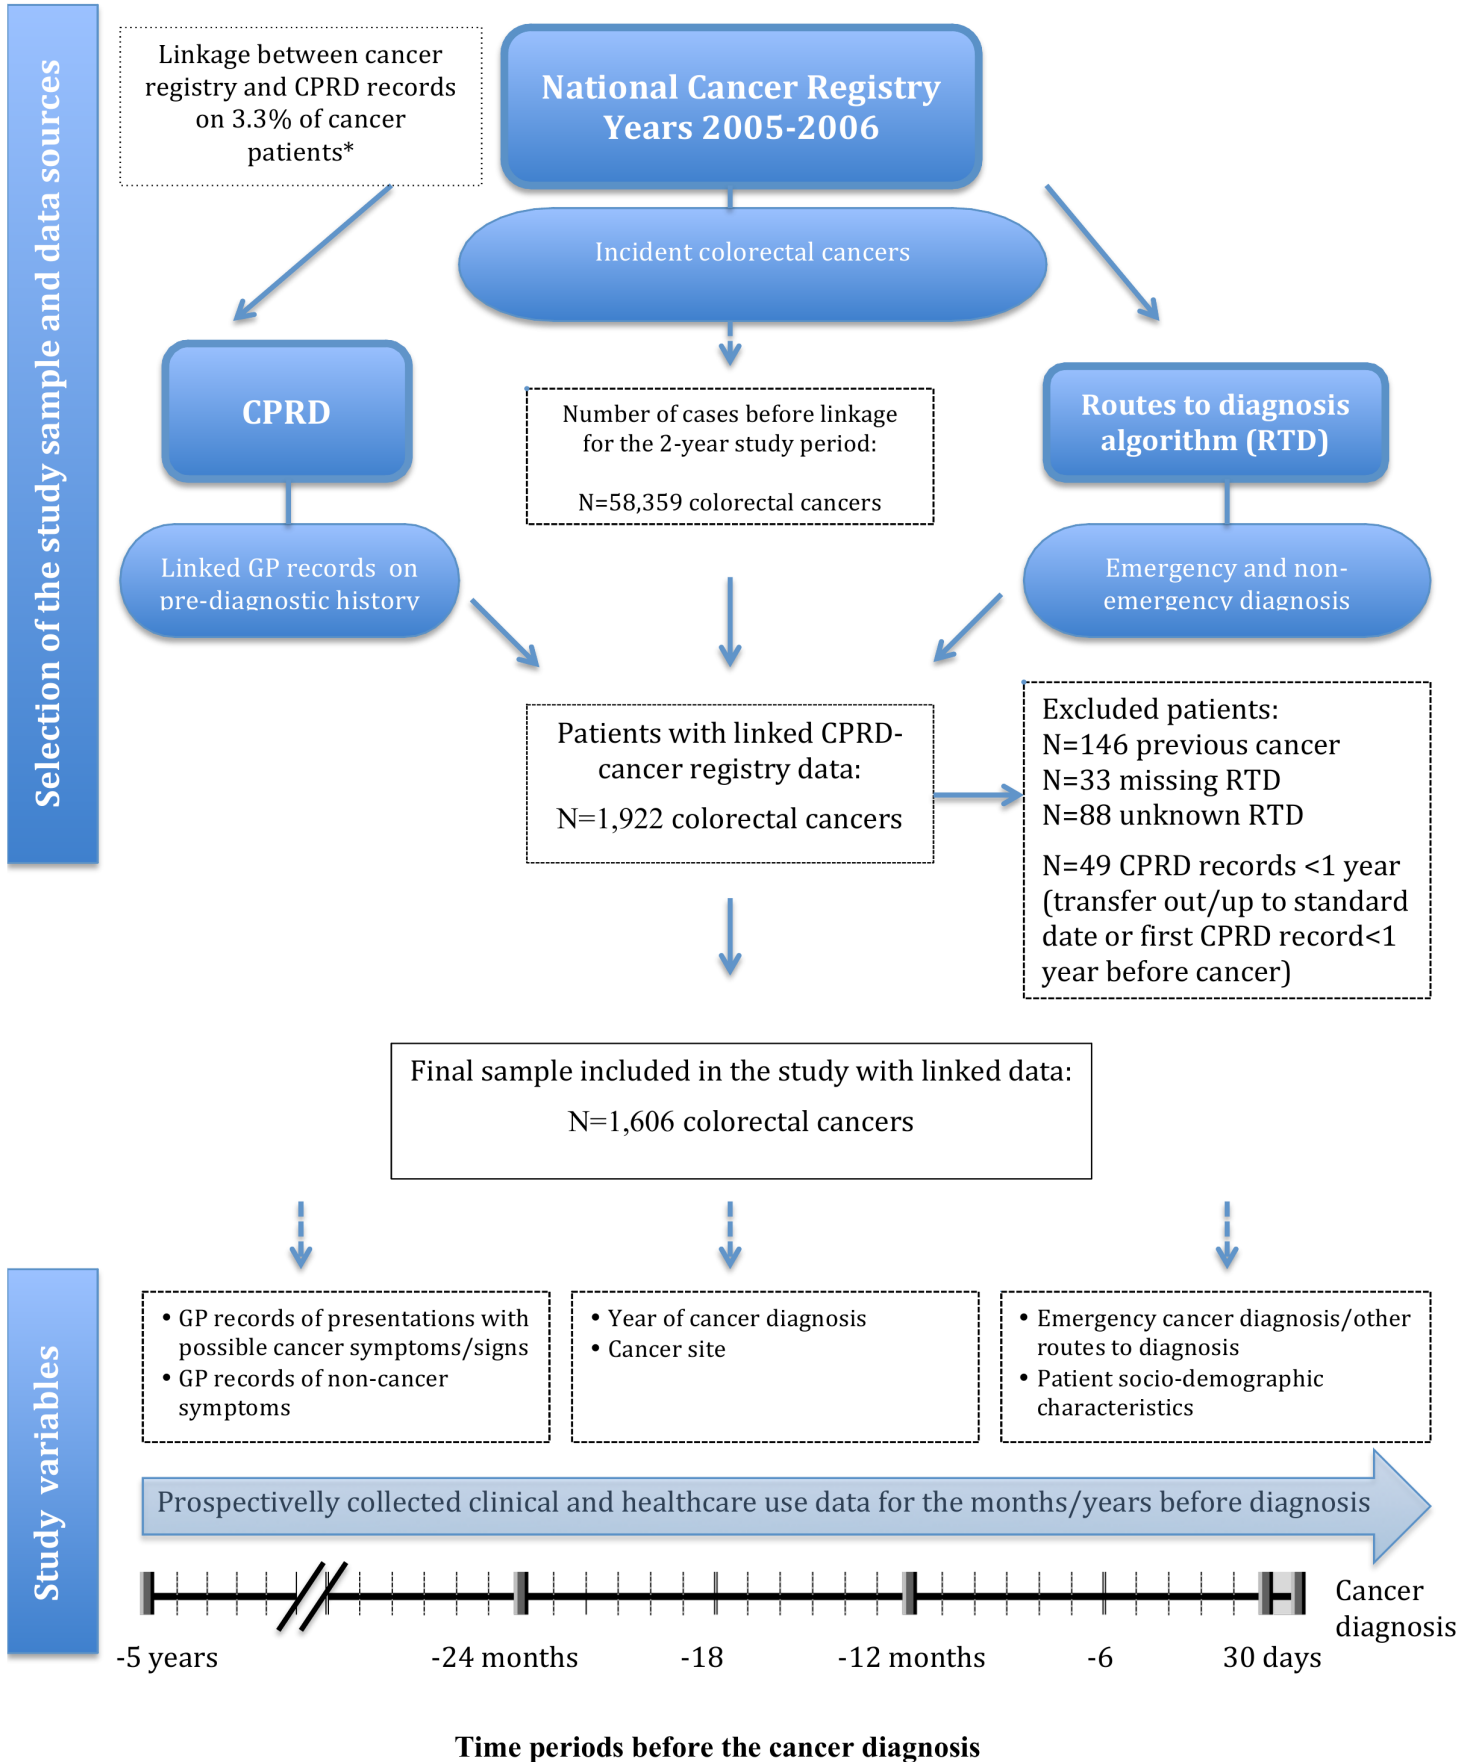 Selection of the study sample and data sources
Linkage between cancer
registry and CPRD records
on 3.3% of cancer
patients*
National Cancer Registry
Years 2005-2006
Incident colorectal cancers
CPRD
Number of cases before linkage
for the 2-year study period:
N=58,359 colorectal cancers
Routes to diagnosis
algorithm (RTD)
Linked GP records on
pre-diagnostic history
Emergency and non-
emergency diagnosis
Patients with linked CPRD-
cancer registry data:
N=1,922 colorectal cancers
Excluded patients:
N=146 previous cancer
N=33 missing RTD
N=88 unknown RTD
N=49 CPRD records <1 year
(transfer out/up to standard
date or first CPRD record<1
year before cancer)
Final sample included in the study with linked data:
N=1,606 colorectal cancers
Study variables
• GP records of presentations with
possible cancer symptoms/signs
• GP records of non-cancer
symptoms
• Year of cancer diagnosis
• Cancer site
• Emergency cancer diagnosis/other
routes to diagnosis
• Patient socio-demographic
characteristics
Prospectivelly collected clinical and healthcare use data for the months/years before diagnosis
Cancer
diagnosis
-5 years -24 months -18 -12 months -6 30 days
Time periods before the cancer diagnosis